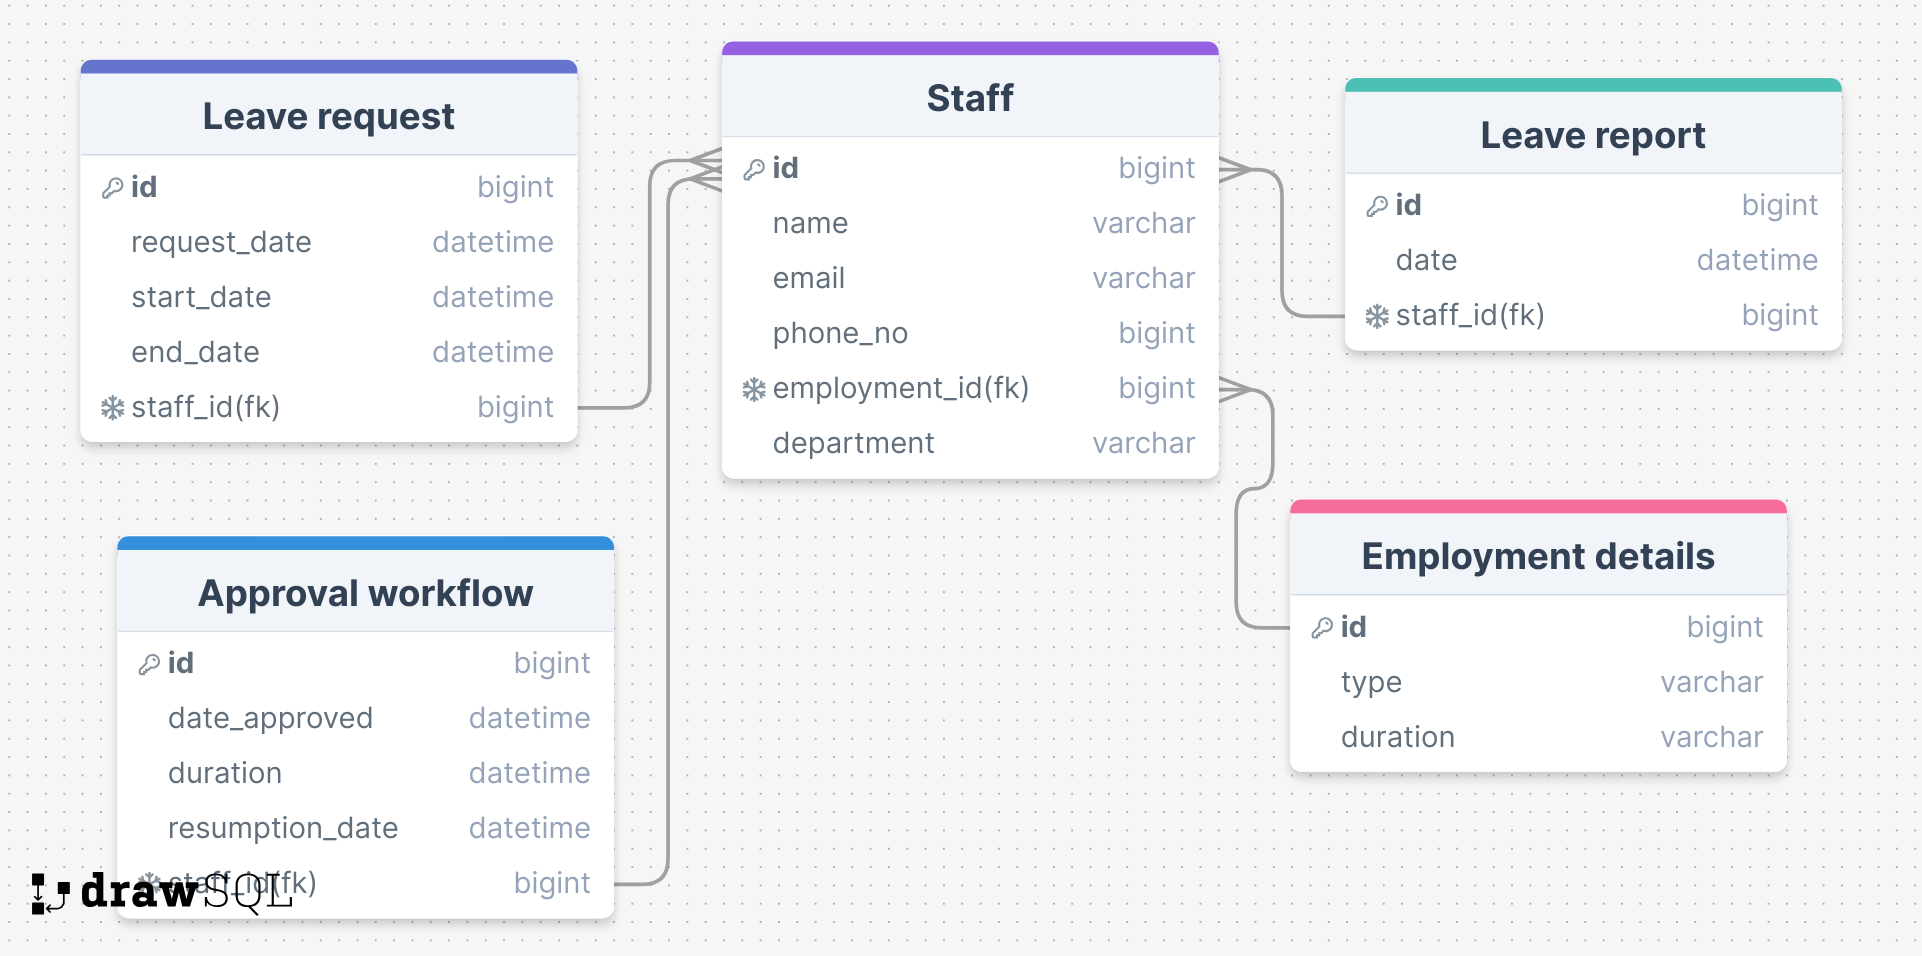 Leave request
id bigint
request_date datetime
start_date datetime
end_date datetime
staff_id(fk) bigint
Staff
id bigint
name varchar
email varchar
phone_no bigint
employment_id(fk) bigint
department varchar
Leave report
id bigint
date datetime
staff_id(fk) bigint
Approval workflow
id bigint
date_approved datetime
duration datetime
resumption_date datetime
staff_id(fk) bigint
Employment details
id bigint
type varchar
duration varchar
drawSQL